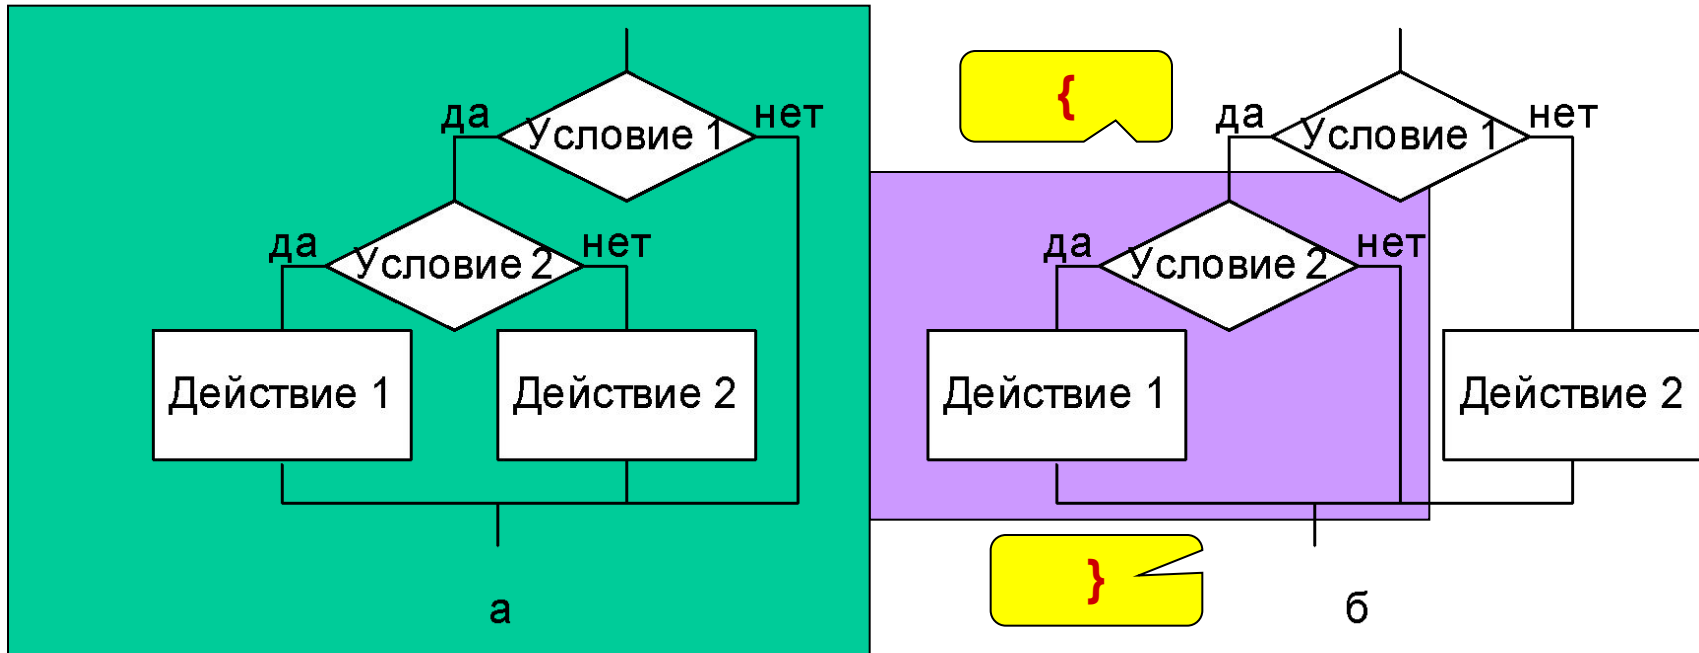 да
Условие 1
нет
да
Условие 2
нет
Действие 1
Действие 2
а
{
да
Условие 1
нет
да
Условие 2
нет
Действие 1
Действие 2
}
б